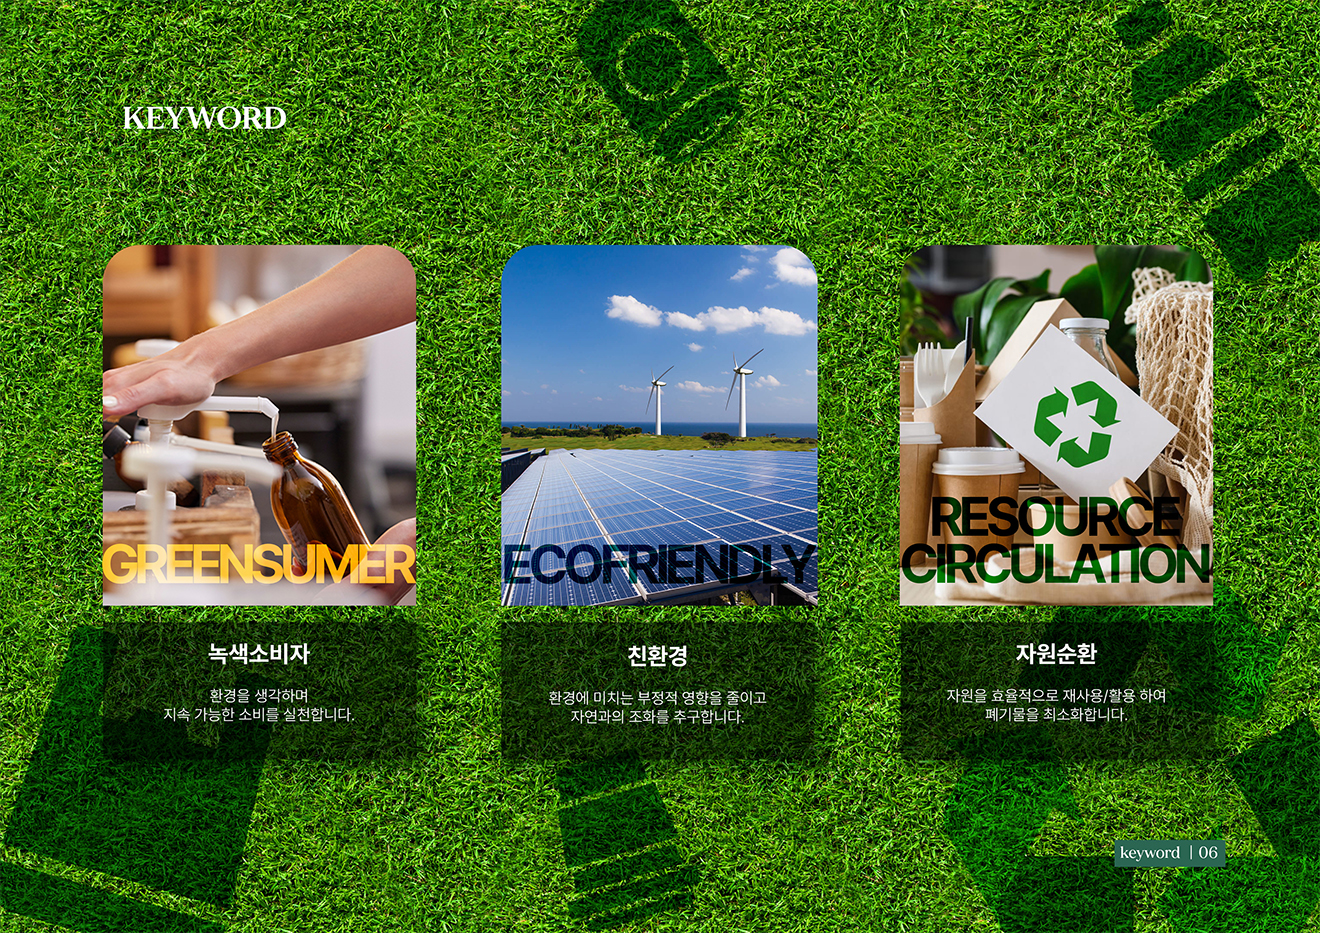 KEYWORD
GREENSUMER
녹색소비자
환경을 생각하며
지속 가능한 소비를 실천합니다.
ECOFRIENDLY
친환경
환경에 미치는 부정적 영향을 줄이고
자연과의 조화를 추구합니다.
RESOURCE
CIRCULATION
자원순환
자원을 효율적으로 재사용/활용 하여
폐기물을 최소화합니다.
keyword | 06